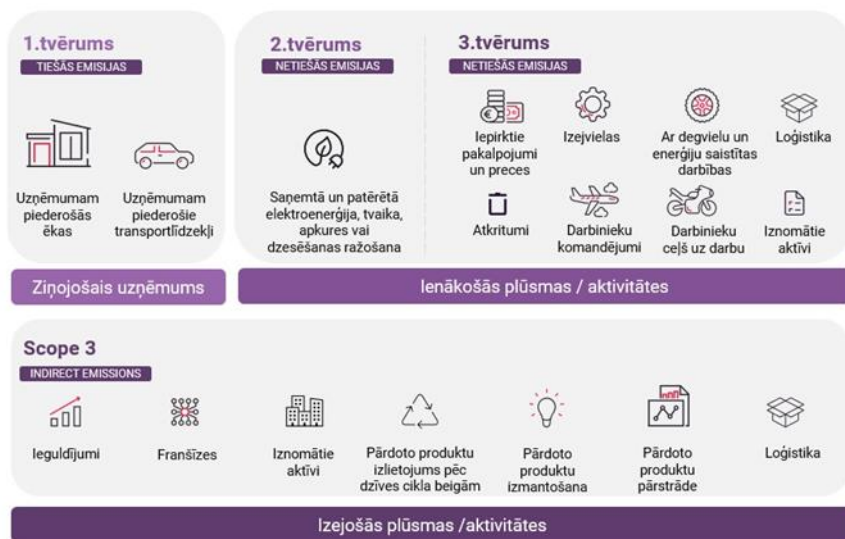 1.tvērums
TIEŠĀS EMISIJAS
Uzņēmumam
piederošās
ēkas
Uzņēmumam
piederošie
transportlīdzekļi
Ziņojošais uzņēmums
2.tvērums
NETIEŠĀS EMISIJAS
Saņemtā un patērētā
elektroenerģija, tvaika,
apkures vai
dzesēšanas ražošana
3.tvērums
NETIEŠĀS EMISIJAS
Iepirktie
pakalpojumi
un preces
Izejvielas
Ar degvielu un
enerģiju saistītas
darbības
Loģistika
Atkritumi
Darbinieku
komandējumi
Darbinieku
ceļš uz darbu
Iznomātie
aktīvi
Ienākošās plūsmas / aktivitātes
Scope 3
INDIRECT EMISSIONS
Ieguldījumi
Franšīzes
Iznomātie
aktīvi
Pārdoto produktu
izlietojums pēc
dzīves cikla beigām
Pārdoto
produktu
izmantošana
Pārdoto
produktu
pārstrāde
Loģistika
Izejošās plūsmas /aktivitātes